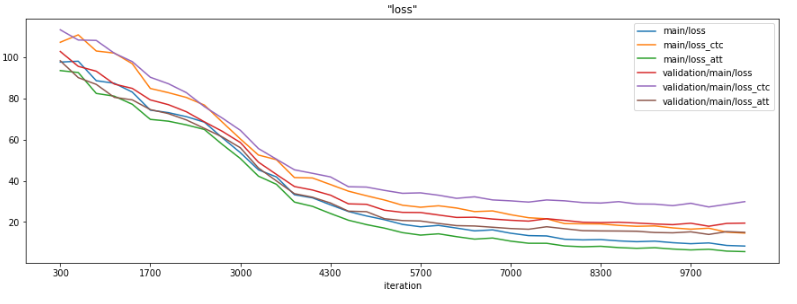 "loss"
main/loss
main/loss_ctc
main/loss_att
validation/main/loss
validation/main/loss_ctc
validation/main/loss_att
100
80
60
40
20
300 1700 3000 4300 5700 7000 8300 9700
iteration